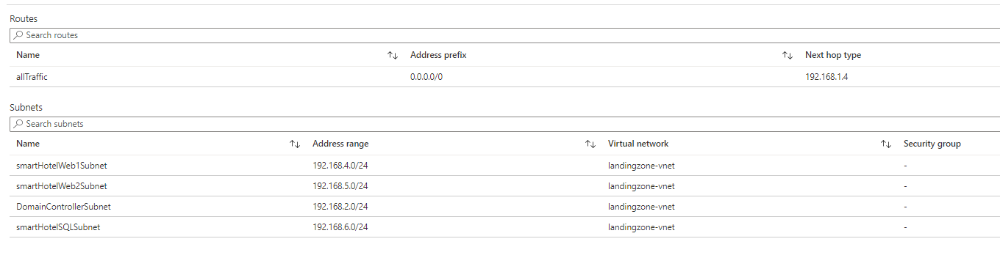 Routes
Search routes
Name Address prefix Next hop type
allTraffic 0.0.0.0/0 192.168.1.4
Subnets
Search subnets
Name Address range Virtual network Security group
smartHotelWeb1Subnet 192.168.4.0/24 landingzone-vnet -
smartHotelWeb2Subnet 192.168.5.0/24 landingzone-vnet -
DomainControllerSubnet 192.168.2.0/24 landingzone-vnet -
smartHotelSQLSubnet 192.168.6.0/24 landingzone-vnet -